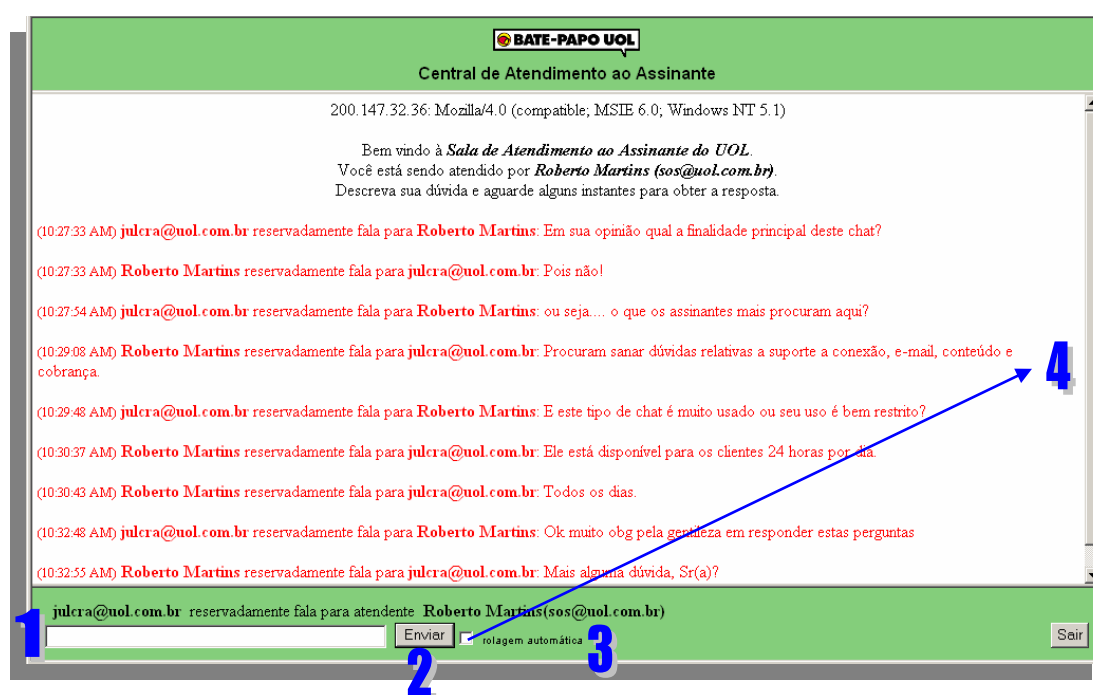 BATE-PAPO UOL
Central de Atendimento ao Assinante
200.147.32.36: Mozilla/4.0 (compatible; MSIE 6.0; Windows NT 5.1)
Bem vindo à Sala de Atendimento ao Assinante do UOL.
Você está sendo atendido por Roberto Martins (sos@uol.com.br).
Descreva sua dúvida e aguarde alguns instantes para obter a resposta.
(10:27:33 AM) julcra@uol.com.br reservadamente fala para Roberto Martins: Em sua opinião qual a finalidade principal deste chat?
(10:27:33 AM) Roberto Martins reservadamente fala para julcra@uol.com.br: Pois não!
(10:27:54 AM) julcra@uol.com.br reservadamente fala para Roberto Martins: ou seja.... o que os assinantes mais procuram aqui?
(10:29:08 AM) Roberto Martins reservadamente fala para julcra@uol.com.br: Procuram sanar dúvidas relativas a suporte a conexão, e-mail, conteúdo e
cobrança.
4
(10:29:48 AM) julcra@uol.com.br reservadamente fala para Roberto Martins: E este tipo de chat é muito usado ou seu uso é bem restrito?
(10:30:37 AM) Roberto Martins reservadamente fala para julcra@uol.com.br: Ele está disponível para os clientes 24 horas por dia.
(10:30:43 AM) Roberto Martins reservadamente fala para julcra@uol.com.br: Todos os dias.
(10:32:48 AM) julcra@uol.com.br reservadamente fala para Roberto Martins: Ok muito obg pela gentileza em responder estas perguntas
(10:32:55 AM) Roberto Martins reservadamente fala para julcra@uol.com.br: Mais alguma dúvida, Sr(a)?
julcra@uol.com.br reservadamente fala para atendente Roberto Martins(sos@uol.com.br)
1 Enviar rolagem automática 3 Sair
2